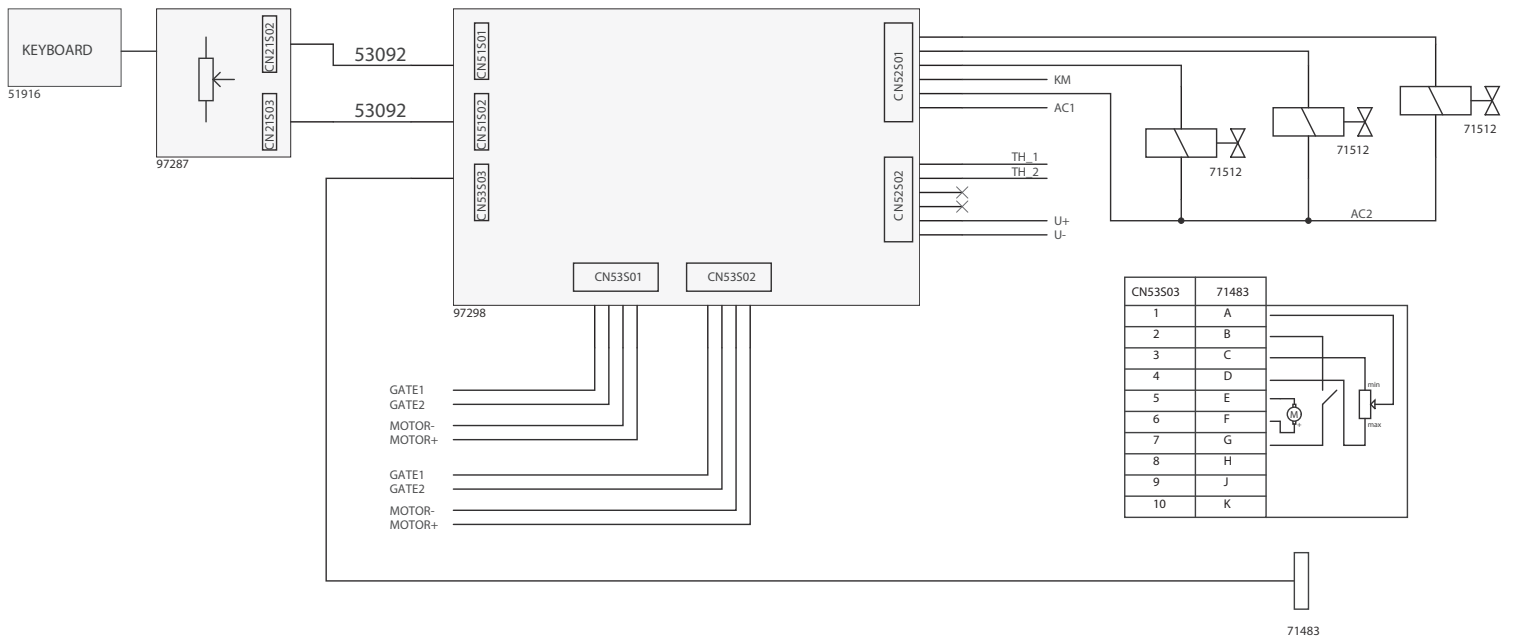 KEYBOARD
51916
CN21S02
CN21S03
97287
53092
53092
CN51S01
CN51S02
CN53S03
CN52S01
CN52S02
CN53S01
CN53S02
97298
KM
AC1
TH_1
TH_2
U+
U-
AC2
71512
71512
71512
GATE1
GATE2
MOTOR-
MOTOR+
GATE1
GATE2
MOTOR-
MOTOR+
CN53S03 71483
1 A
2 B
3 C
4 D
5 E
6 F
7 G
8 H
9 J
10 K
min
M
+
max
71483